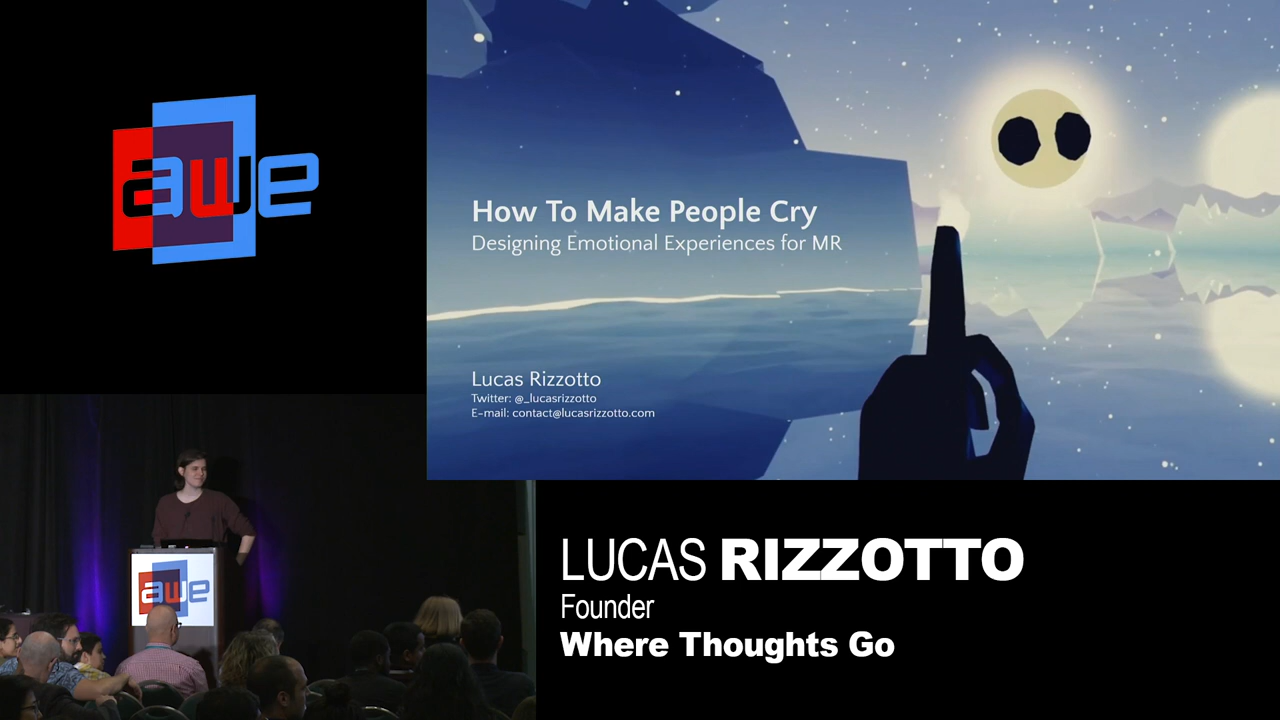 awe
How To Make People Cry
Designing Emotional Experiences for MR
Lucas Rizzotto
Twitter: @_lucasrizzotto
E-mail: contact@lucasrizzotto.com
awe
LUCAS RIZZOTTO
Founder
Where Thoughts Go